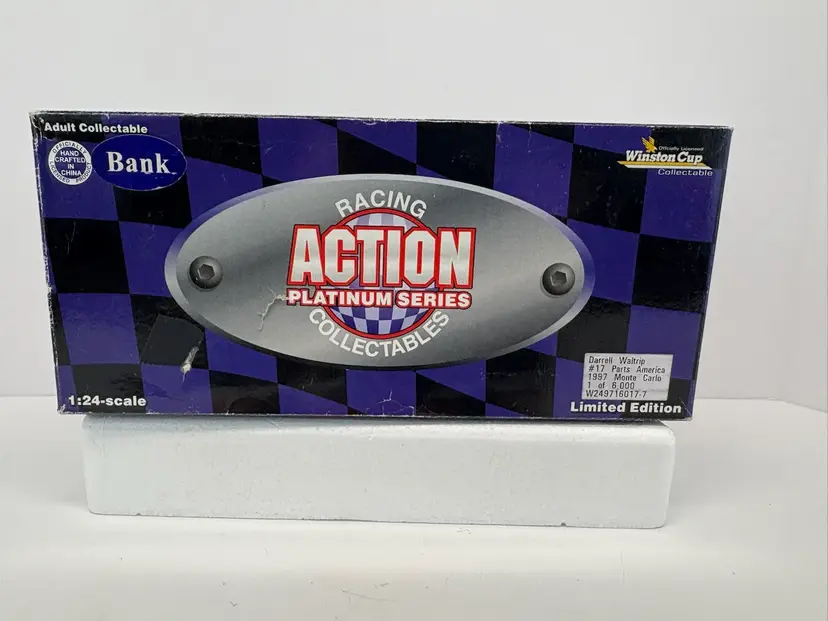 Adult Collectable
OFFICIALLY
HAND
CRAFTED
IN
CHINA
LICENSED PRODUCT
Bank
Officially Licensed
Winston Cup
Collectable
RACING
ACTION
PLATINUM SERIES
COLLECTABLES
Darrell Waltrip
#17 Parts America
1997 Monte Carlo
1 of 6,000
W249716017-7
1:24-scale
Limited Edition